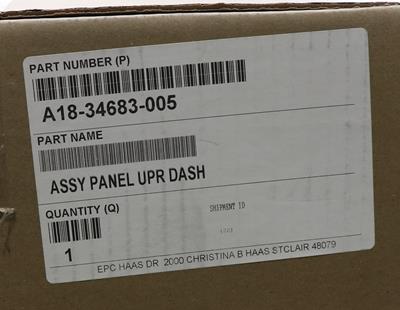 PART NUMBER (P)
A18-34683-005
PART NAME
ASSY PANEL UPR DASH
QUANTITY (Q)
SHIPMENT ID
1
EPC HAAS DR 2000 CHRISTINA B HAAS STCLAIR 48079